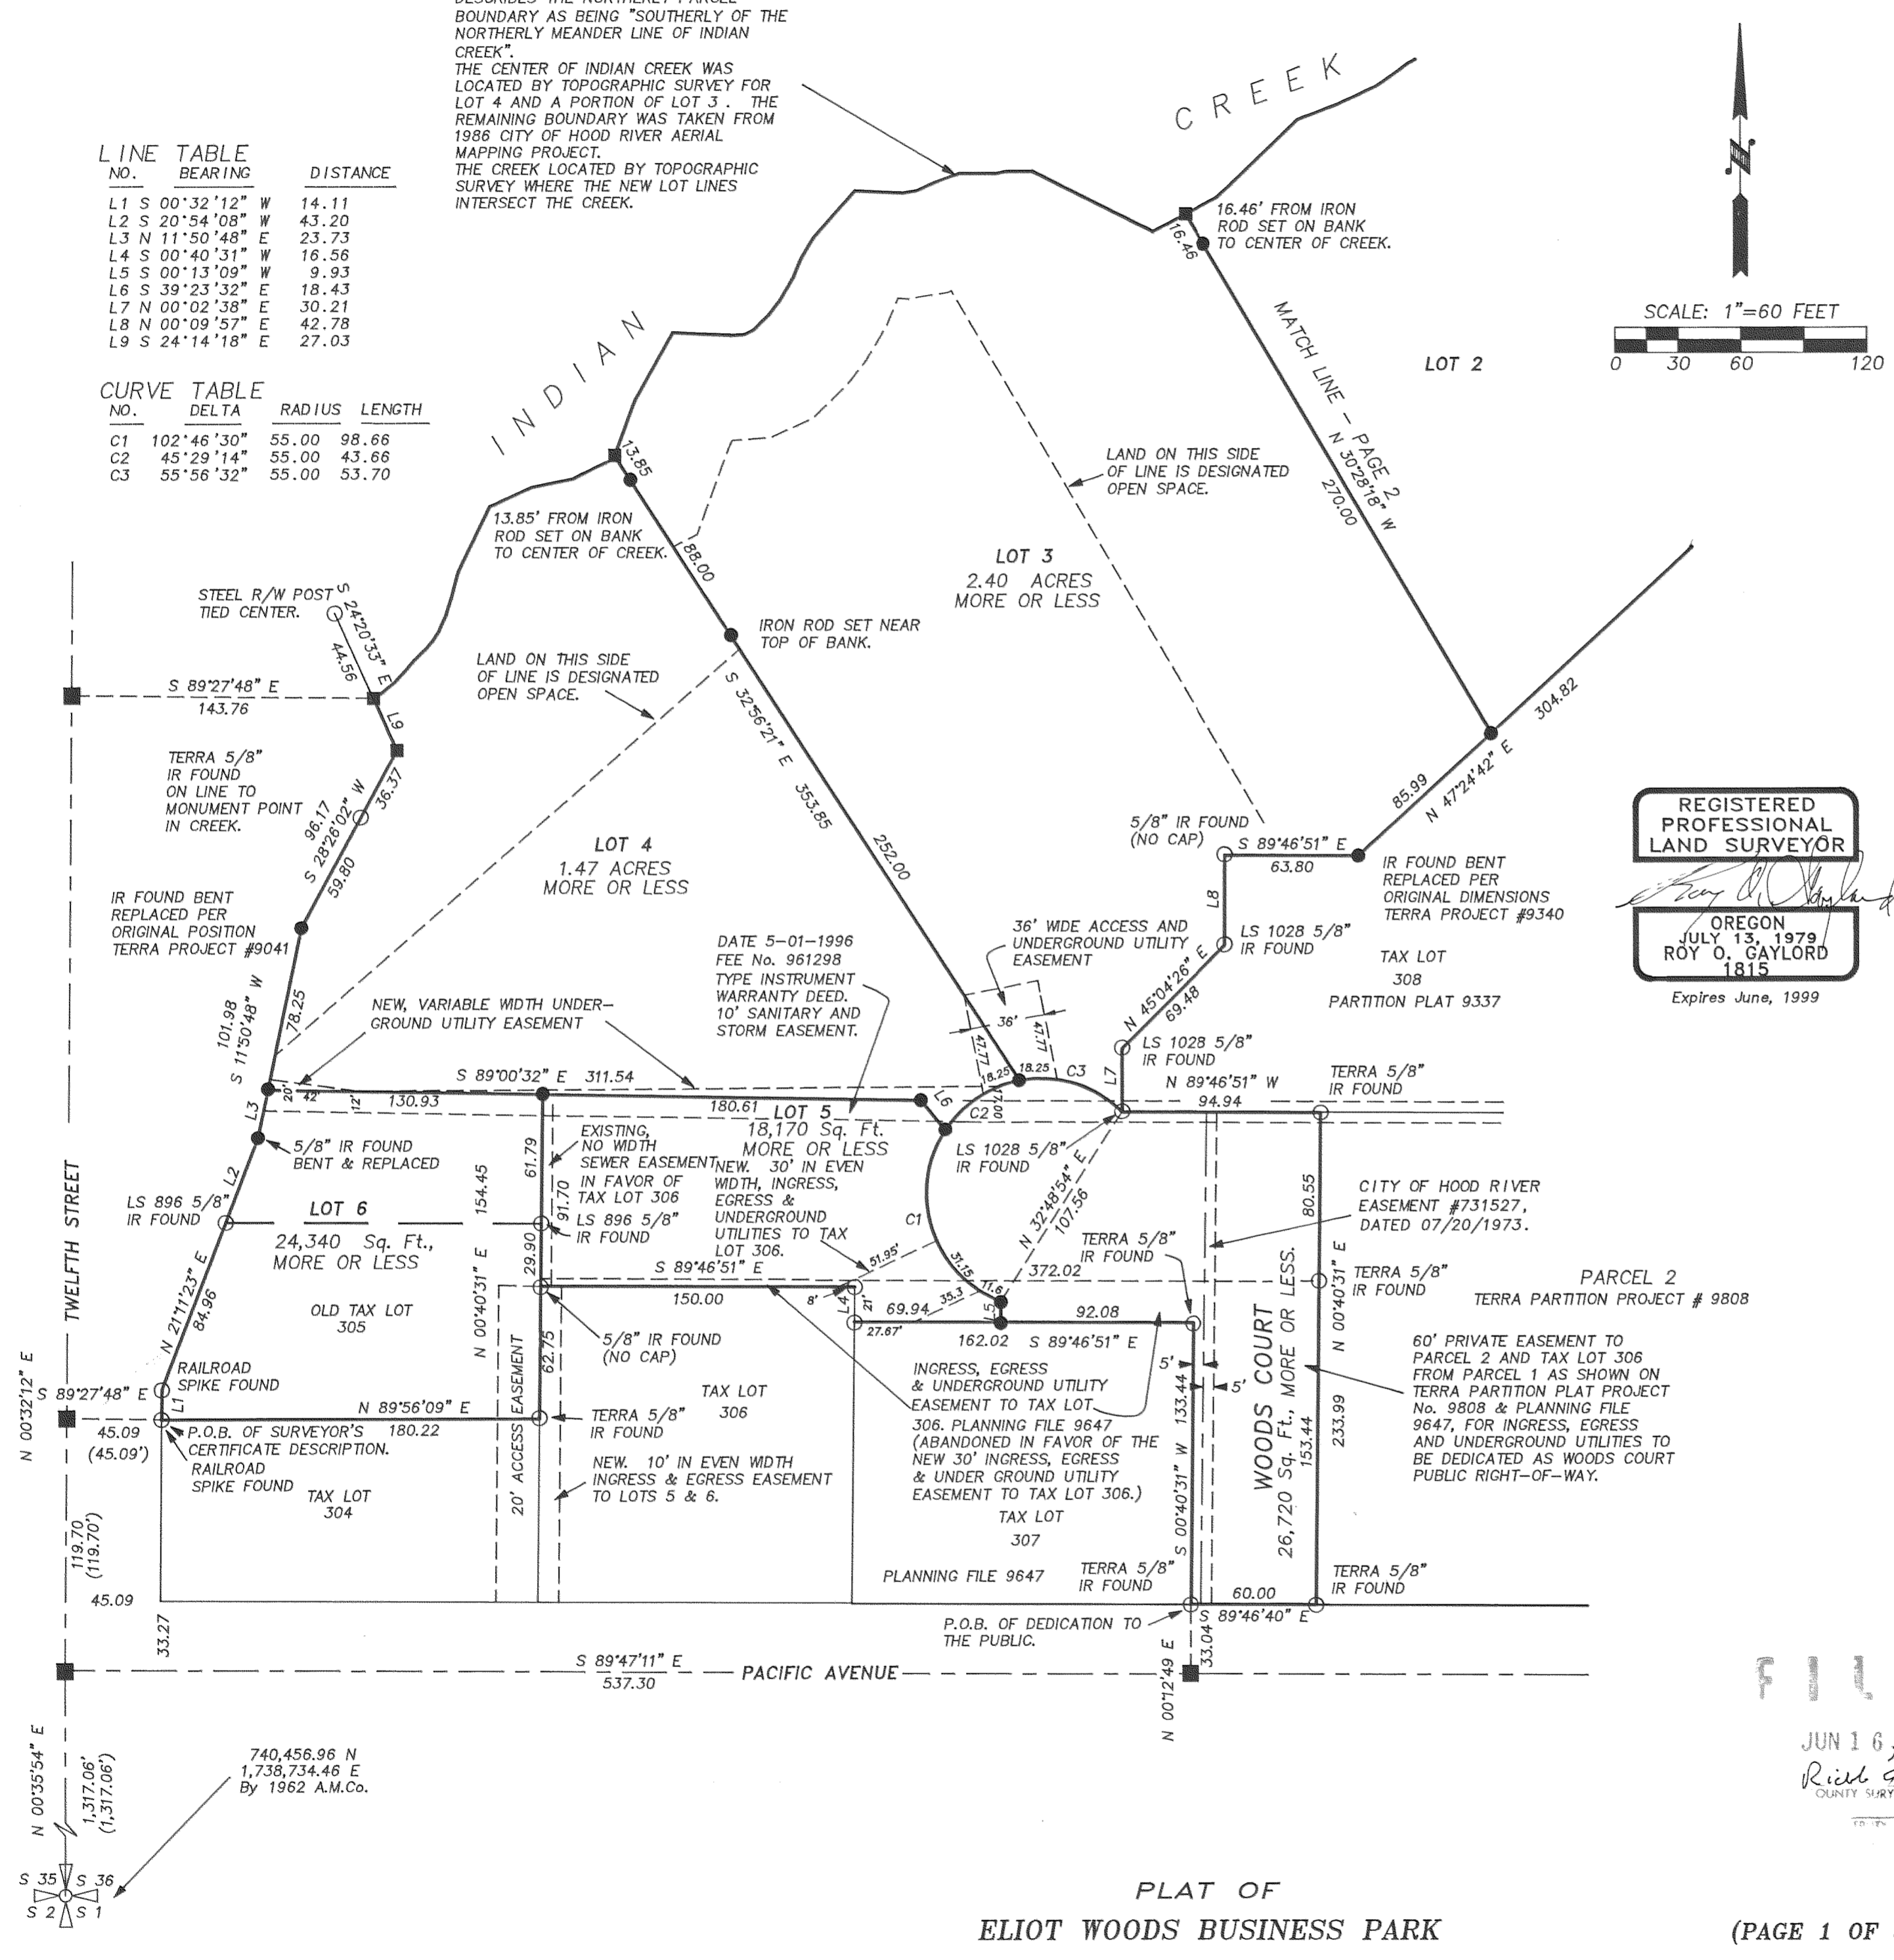 BOUNDARY AS BEING "SOUTHERLY OF THE
NORTHERLY MEANDER LINE OF INDIAN
CREEK".
THE CENTER OF INDIAN CREEK WAS
LOCATED BY TOPOGRAPHIC SURVEY FOR
LOT 4 AND A PORTION OF LOT 3 . THE
REMAINING BOUNDARY WAS TAKEN FROM
1986 CITY OF HOOD RIVER AERIAL
MAPPING PROJECT.
THE CREEK LOCATED BY TOPOGRAPHIC
SURVEY WHERE THE NEW LOT LINES
INTERSECT THE CREEK.
LINE TABLE
NO. BEARING DISTANCE
L1 S 00°32'12" W 14.11
L2 S 20°54'08" W 43.20
L3 N 11°50'48" E 23.73
L4 S 00°40'31" W 16.56
L5 S 00°13'09" W 9.93
L6 S 39°23'32" E 18.43
L7 N 00°02'38" E 30.21
L8 N 00°09'57" E 42.78
L9 S 24°14'18" E 27.03
CURVE TABLE
NO. DELTA RADIUS LENGTH
C1 102°46'30" 55.00 98.66
C2 45°29'14" 55.00 43.66
C3 55°56'32" 55.00 53.70
INDIAN
CREEK
16.46
16.46' FROM IRON
ROD SET ON BANK
TO CENTER OF CREEK.
SCALE: 1"=60 FEET
0 30 60 120
MATCH LINE – PAGE 2
N 30°28'18" W
270.00
LOT 2
13.85
13.85' FROM IRON
ROD SET ON BANK
TO CENTER OF CREEK.
88.00
LAND ON THIS SIDE
OF LINE IS DESIGNATED
OPEN SPACE.
LOT 3
2.40 ACRES
MORE OR LESS
STEEL R/W POST
TIED CENTER.
S 24°20'33" E
44.56
IRON ROD SET NEAR
TOP OF BANK.
LAND ON THIS SIDE
OF LINE IS DESIGNATED
OPEN SPACE.
S 89°27'48" E
143.76
L9
S 32°56'21" E 353.85
252.00
304.82
TERRA 5/8"
IR FOUND
ON LINE TO
MONUMENT POINT
IN CREEK.
96.17
S 28°26'02" W
36.37
59.80
85.99
N 47°24'42" E
5/8" IR FOUND
(NO CAP)
S 89°46'51" E
63.80
LOT 4
1.47 ACRES
MORE OR LESS
IR FOUND BENT
REPLACED PER
ORIGINAL DIMENSIONS
TERRA PROJECT #9340
REGISTERED
PROFESSIONAL
LAND SURVEYOR
OREGON
JULY 13, 1979
ROY O. GAYLORD
1815
Expires June, 1999
IR FOUND BENT
REPLACED PER
ORIGINAL POSITION
TERRA PROJECT #9041
L8
LS 1028 5/8"
IR FOUND
36' WIDE ACCESS AND
UNDERGROUND UTILITY
EASEMENT
DATE 5-01-1996
FEE No. 961298
TYPE INSTRUMENT
WARRANTY DEED.
10' SANITARY AND
STORM EASEMENT.
TAX LOT
308
PARTITION PLAT 9337
101.98
S 11°50'48" W
78.25
NEW, VARIABLE WIDTH UNDER–
GROUND UTILITY EASEMENT
36'
47.77
47.77
N 45°04'26" E
69.48
LS 1028 5/8"
IR FOUND
L7
N 89°46'51" W
94.94
TERRA 5/8"
IR FOUND
S 89°00'32" E 311.54
20' 42' 12'
130.93
180.61
L6
18.25 18.25
C3
C2
17.00
L3
LOT 5
18,170 Sq. Ft.
MORE OR LESS
LS 1028 5/8"
IR FOUND
5/8" IR FOUND
BENT & REPLACED
EXISTING,
NO WIDTH
SEWER EASEMENT
IN FAVOR OF
TAX LOT 306
61.79
91.70
154.45
NEW. 30' IN EVEN
WIDTH, INGRESS,
EGRESS &
UNDERGROUND
UTILITIES TO TAX
LOT 306.
L2
LS 896 5/8"
IR FOUND
LOT 6
24,340 Sq. Ft.,
MORE OR LESS
LS 896 5/8"
IR FOUND
C1
N 32°48'54" E
107.56
80.55
CITY OF HOOD RIVER
EASEMENT #731527,
DATED 07/20/1973.
TWELFTH STREET
29.90
S 89°46'51" E
150.00
51.95'
31.15
11.6
372.02
TERRA 5/8"
IR FOUND
TERRA 5/8"
IR FOUND
PARCEL 2
TERRA PARTITION PROJECT # 9808
8'
L4
21'
69.94
35.3
27.67'
L5
92.08
162.02 S 89°46'51" E
N 21°11'23" E
84.96
OLD TAX LOT
305
N 00°40'31" E
62.75
5/8" IR FOUND
(NO CAP)
20' ACCESS EASEMENT
TAX LOT
306
INGRESS, EGRESS
& UNDERGROUND UTILITY
EASEMENT TO TAX LOT
306. PLANNING FILE 9647
(ABANDONED IN FAVOR OF THE
NEW 30' INGRESS, EGRESS
& UNDER GROUND UTILITY
EASEMENT TO TAX LOT 306.)
5'
5'
133.44
S 00°40'31" W
WOODS COURT
26,720 Sq. Ft., MORE OR LESS.
153.44
N 00°40'31" E
233.99
60' PRIVATE EASEMENT TO
PARCEL 2 AND TAX LOT 306
FROM PARCEL 1 AS SHOWN ON
TERRA PARTITION PLAT PROJECT
No. 9808 & PLANNING FILE
9647, FOR INGRESS, EGRESS
AND UNDERGROUND UTILITIES TO
BE DEDICATED AS WOODS COURT
PUBLIC RIGHT–OF–WAY.
RAILROAD
SPIKE FOUND
N 00°32'12" E
S 89°27'48" E
45.09
(45.09')
L1
N 89°56'09" E
180.22
P.O.B. OF SURVEYOR'S
CERTIFICATE DESCRIPTION.
RAILROAD
SPIKE FOUND
TERRA 5/8"
IR FOUND
NEW. 10' IN EVEN WIDTH
INGRESS & EGRESS EASEMENT
TO LOTS 5 & 6.
TAX LOT
304
TAX LOT
307
119.70
(119.70')
45.09
33.27
PLANNING FILE 9647
TERRA 5/8"
IR FOUND
TERRA 5/8"
IR FOUND
60.00
S 89°46'40" E
P.O.B. OF DEDICATION TO
THE PUBLIC.
N 00°12'49 E
33.04
S 89°47'11" E
537.30
PACIFIC AVENUE
N 00°35'54" E
1,317.06'
(1,317.06')
740,456.96 N
1,738,734.46 E
By 1962 A.M.Co.
S 35 S 36
S 2 S 1
JUN 16
PLAT OF
ELIOT WOODS BUSINESS PARK
(PAGE 1 OF